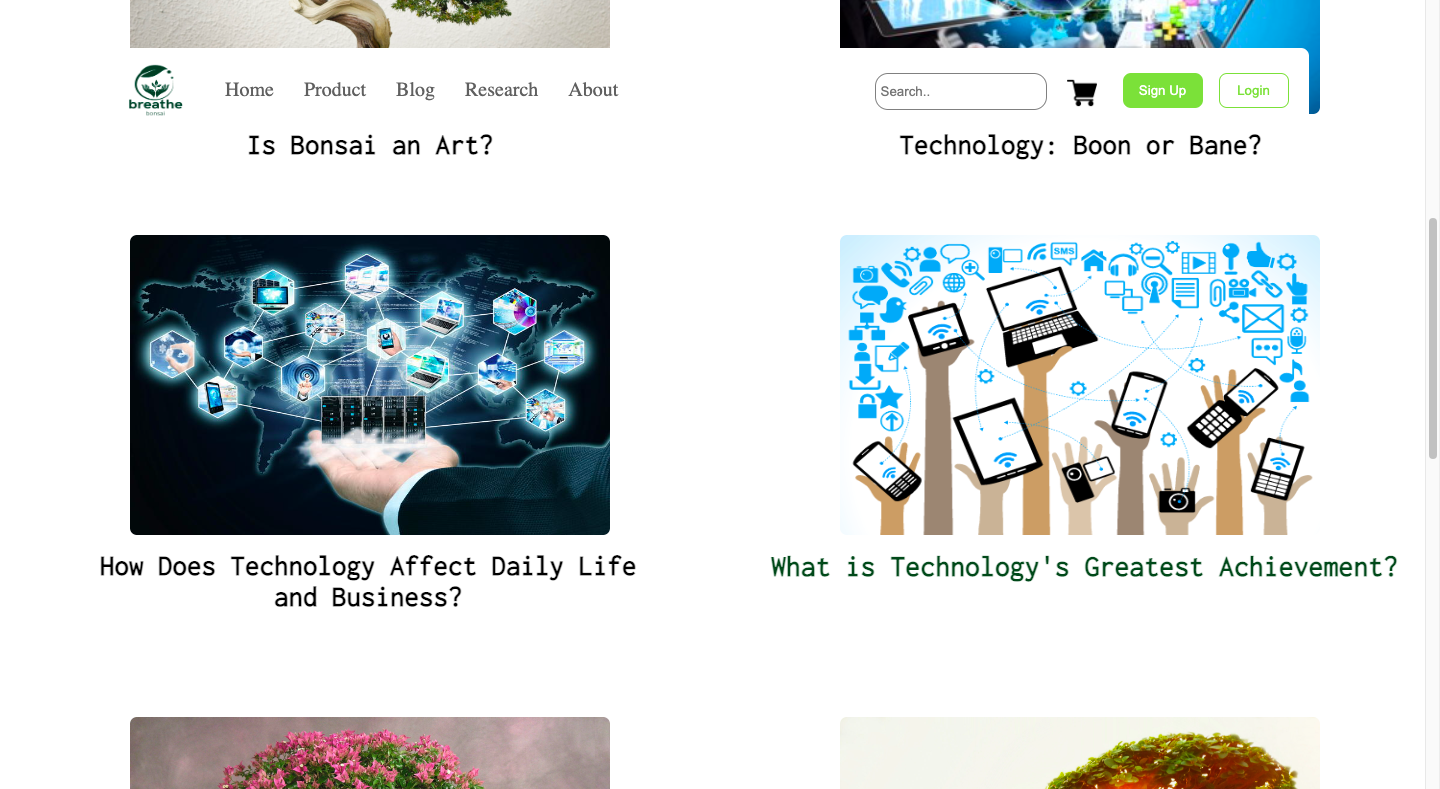 breathe
bonsai
Home Product Blog Research About
Search..
Sign Up
Login
Is Bonsai an Art?
Technology: Boon or Bane?
SMS
How Does Technology Affect Daily Life
and Business?
What is Technology's Greatest Achievement?